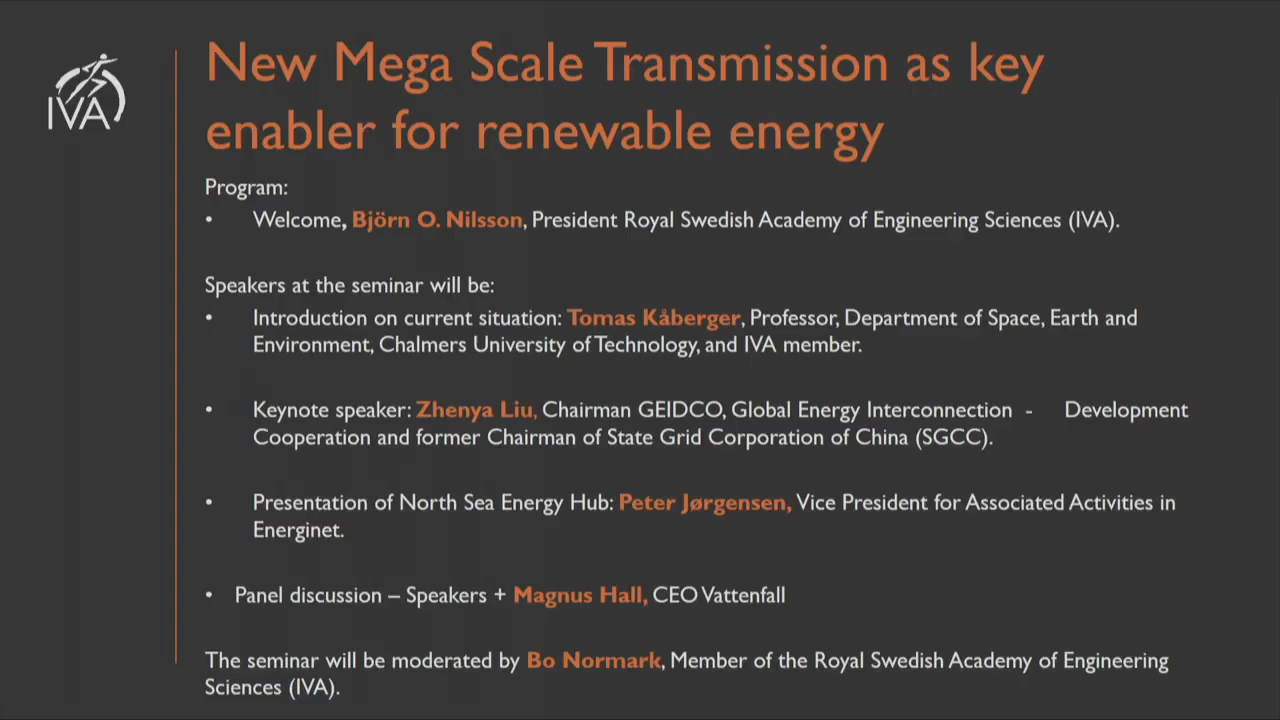 IVA
New Mega Scale Transmission as key
enabler for renewable energy
Program:
• Welcome, Björn O. Nilsson, President Royal Swedish Academy of Engineering Sciences (IVA).
Speakers at the seminar will be:
• Introduction on current situation: Tomas Kåberger, Professor, Department of Space, Earth and
Environment, Chalmers University of Technology, and IVA member.
• Keynote speaker: Zhenya Liu, Chairman GEIDCO, Global Energy Interconnection - Development
Cooperation and former Chairman of State Grid Corporation of China (SGCC).
• Presentation of North Sea Energy Hub: Peter Jørgensen, Vice President for Associated Activities in
Energinet.
• Panel discussion – Speakers + Magnus Hall, CEO Vattenfall
The seminar will be moderated by Bo Normark, Member of the Royal Swedish Academy of Engineering
Sciences (IVA).